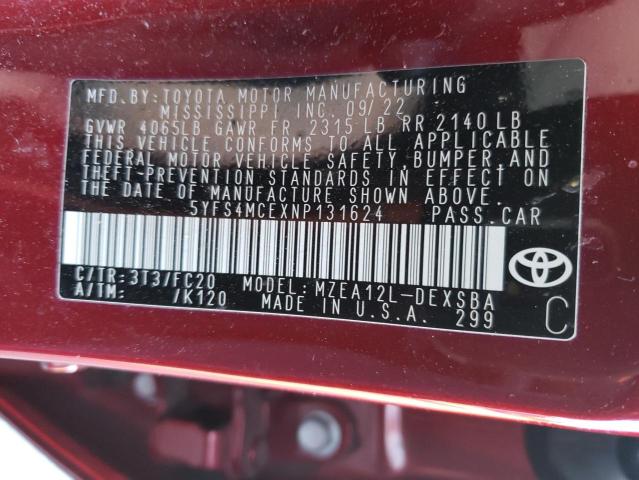 MFD.BY:TOYOTA MOTOR MANUFACTURING
MISSISSIPPI INC. 09/22
GVWR 4065LB GAWR FR 2315 LB RR 2140 LB
THIS VEHICLE CONFORMS TO ALL APPLICABLE
FEDERAL MOTOR VEHICLE SAFETY, BUMPER, AND
THEFT-PREVENTION STANDARDS IN EFFECT ON
THE DATE OF MANUFACTURE SHOWN ABOVE.
5YFS4MCEXNP131624 PASS.CAR
C/TR:3T3/FC20 MODEL: MZEA12L-DEXSBA
A/TM: /K120 MADE IN U.S.A. 299
C